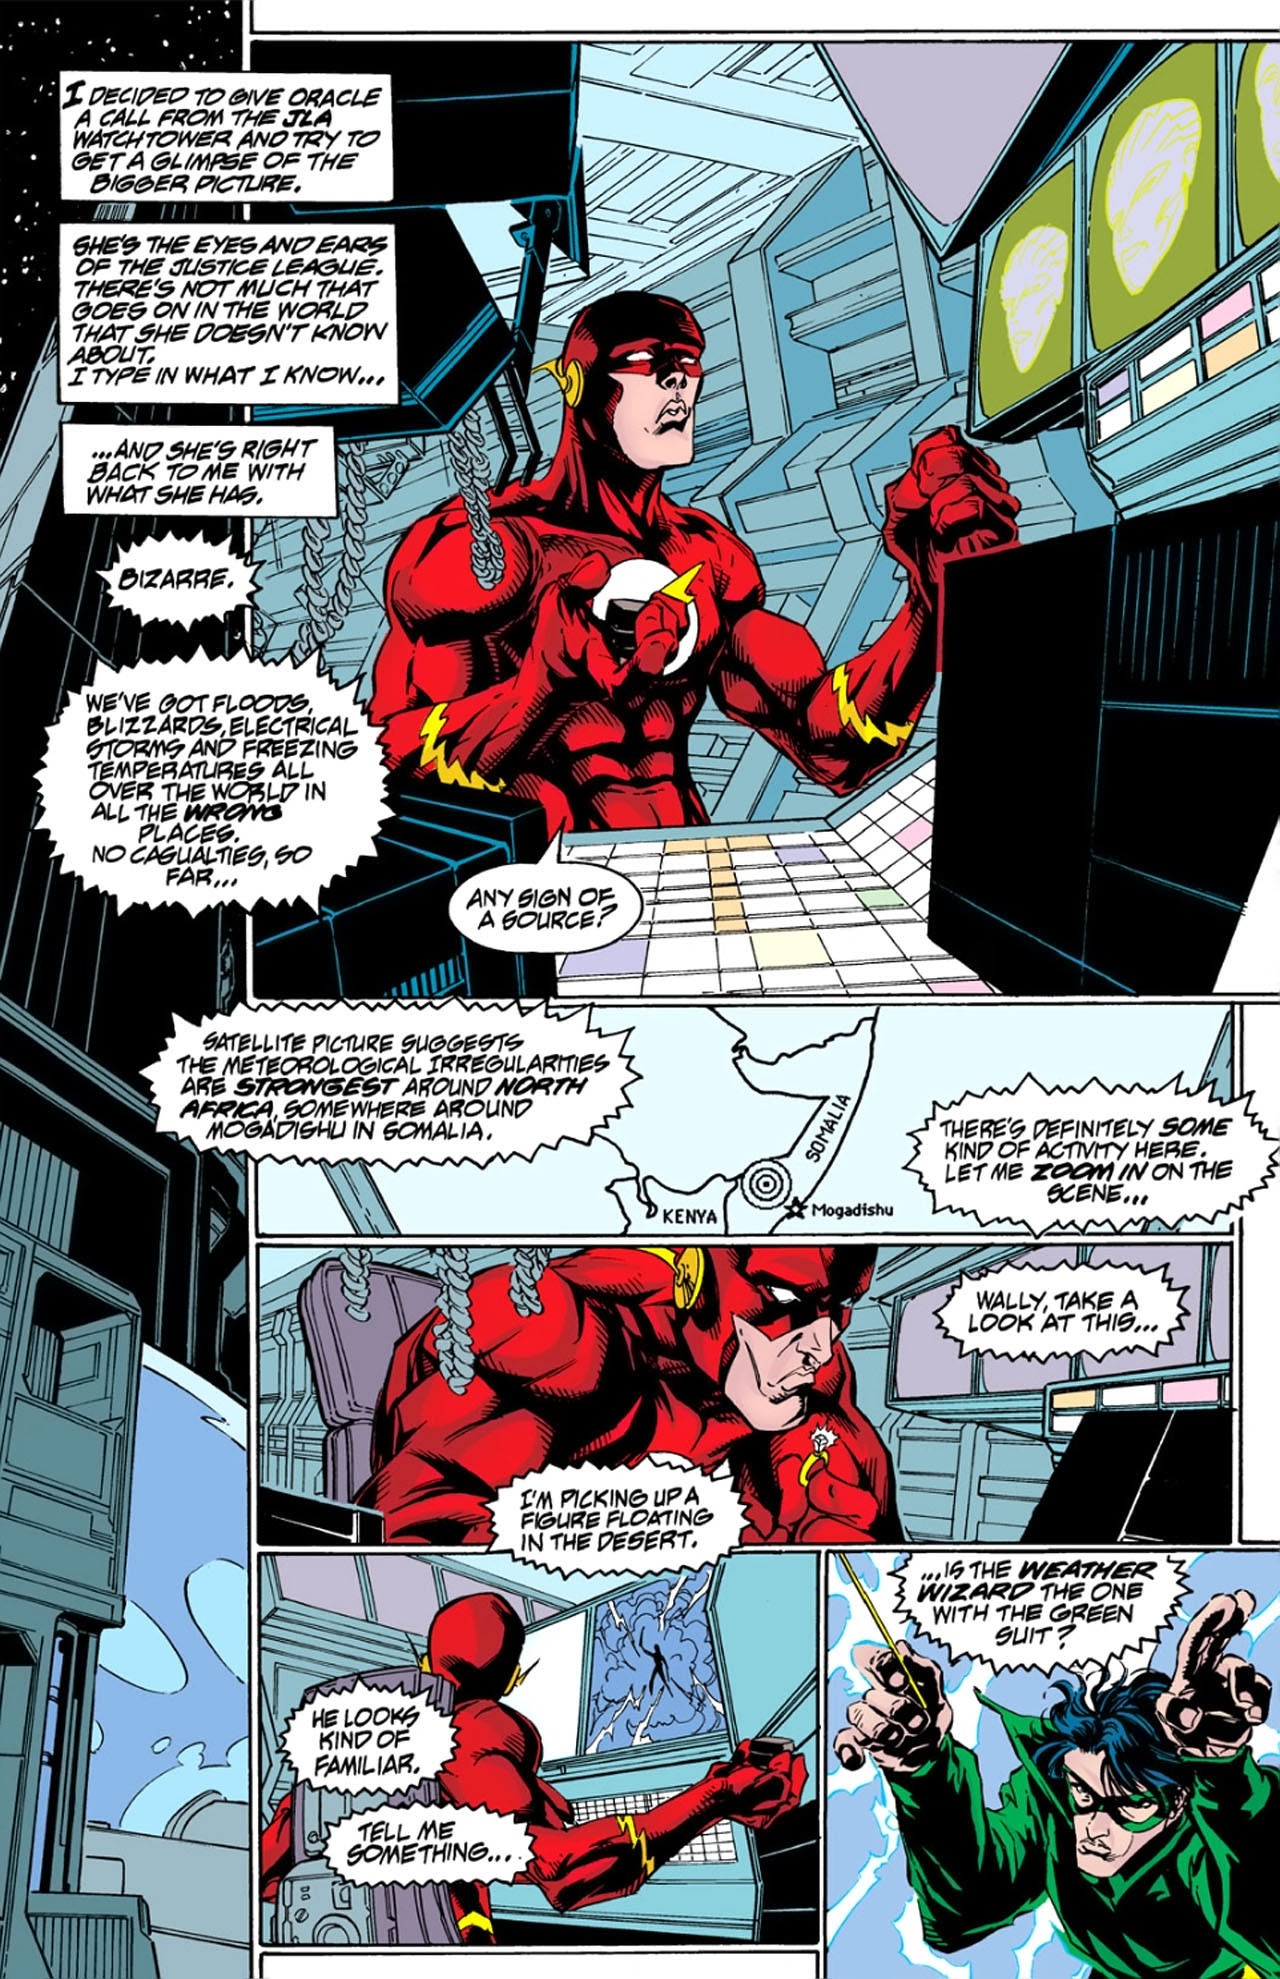 I DECIDED TO GIVE ORACLE
A CALL FROM THE JLA
WATCHTOWER AND TRY TO
GET A GLIMPSE OF THE
BIGGER PICTURE.
SHE'S THE EYES AND EARS
OF THE JUSTICE LEAGUE.
THERE'S NOT MUCH THAT
GOES ON IN THE WORLD
THAT SHE DOESN'T KNOW
ABOUT.
I TYPE IN WHAT I KNOW...
...AND SHE'S RIGHT
BACK TO ME WITH
WHAT SHE HAS.
BIZARRE.
WE'VE GOT FLOODS,
BLIZZARDS, ELECTRICAL
STORMS AND FREEZING
TEMPERATURES ALL
OVER THE WORLD IN
ALL THE WRONG
PLACES.
NO CASUALTIES, SO
FAR...
ANY SIGN OF
A SOURCE?
SATELLITE PICTURE SUGGESTS
THE METEOROLOGICAL IRREGULARITIES
ARE STRONGEST AROUND NORTH
AFRICA, SOMEWHERE AROUND
MOGADISHU IN SOMALIA.
SOMALIA
KENYA
Mogadishu
THERE'S DEFINITELY SOME
KIND OF ACTIVITY HERE.
LET ME ZOOM IN ON THE
SCENE...
WALLY, TAKE A
LOOK AT THIS...
I'M PICKING UP A
FIGURE FLOATING
IN THE DESERT.
HE LOOKS
KIND OF
FAMILIAR.
TELL ME
SOMETHING...
...IS THE WEATHER
WIZARD THE ONE
WITH THE GREEN
SUIT?